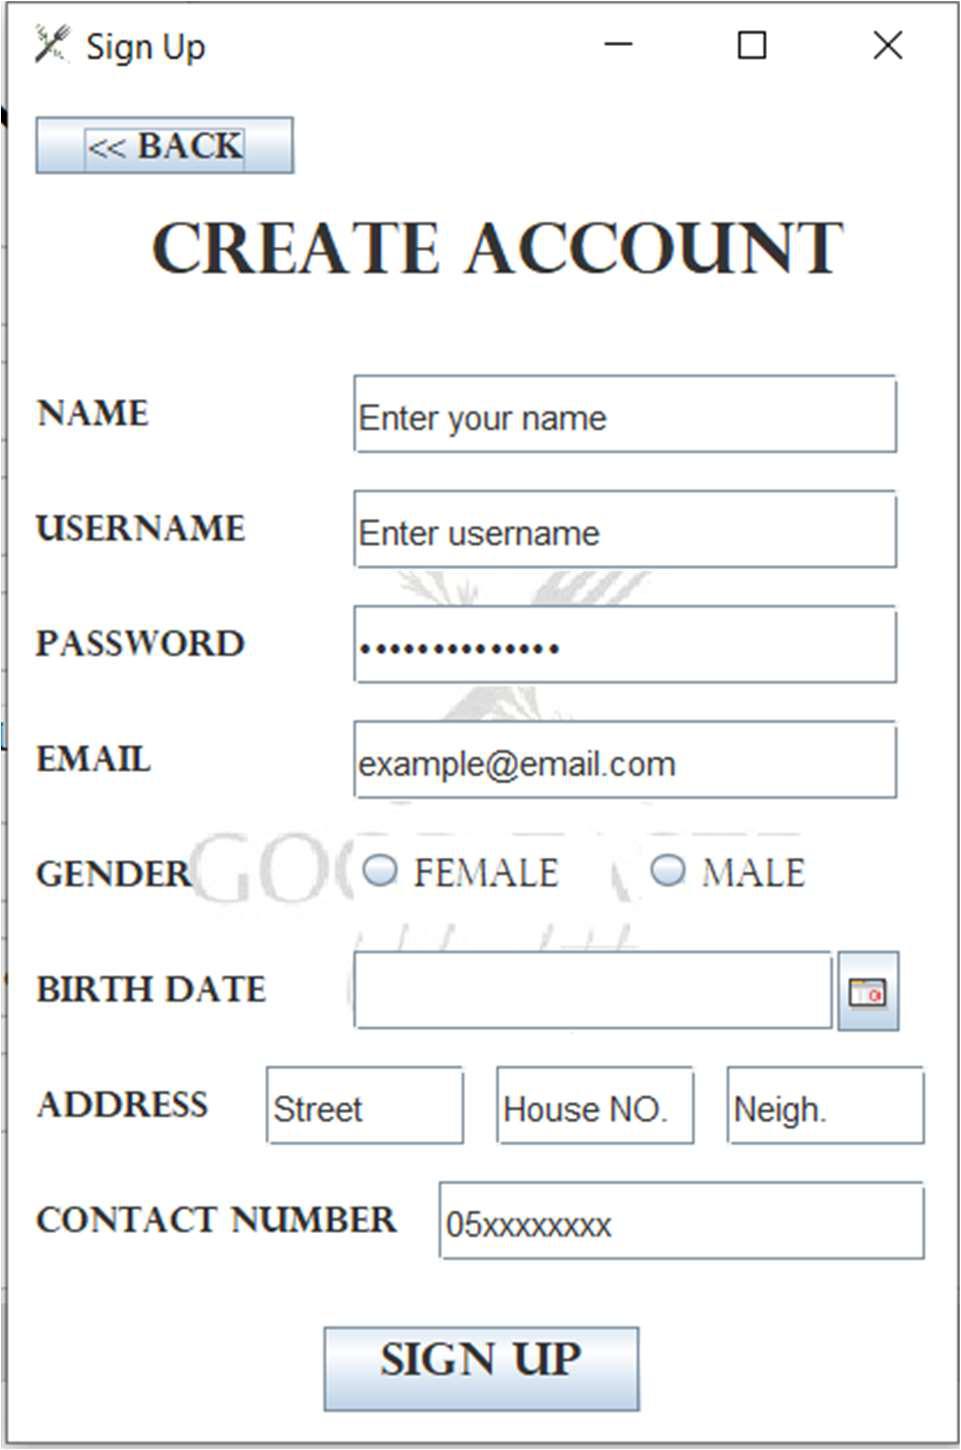 Sign Up
<< BACK
CREATE ACCOUNT
NAME Enter your name
USERNAME Enter username
PASSWORD ••••••••••••••
EMAIL example@email.com
GENDER FEMALE MALE
BIRTH DATE
ADDRESS Street House NO. Neigh.
CONTACT NUMBER 05xxxxxxxx
SIGN UP